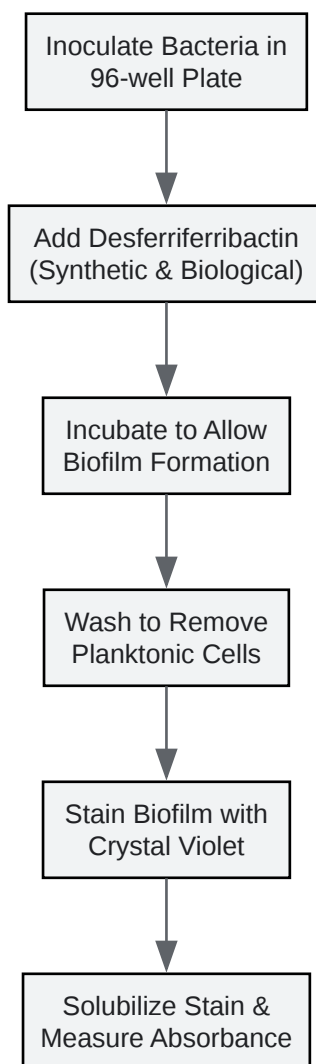 Inoculate Bacteria in
96-well Plate
Add Desferriferribactin
(Synthetic & Biological)
Incubate to Allow
Biofilm Formation
Wash to Remove
Planktonic Cells
Stain Biofilm with
Crystal Violet
Solubilize Stain &
Measure Absorbance